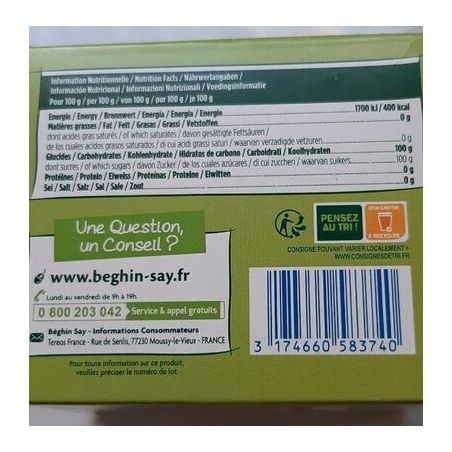 Information Nutritionnelle / Nutrition Facts / Nährwertangaben /
Información Nutricional / Informazioni Nutrizionali / Voedingsinformatie
Pour 100 g / per 100 g / von 100 g / por 100 g / je 100 g
Energie / Energy / Brennwert / Energía / Energia / Energie 1700 kJ / 400 kcal
Matières grasses / Fat / Fett / Grasas / Grassi / Vetstoffen 0 g
dont acides gras saturés / of which saturates / davon gesättigte Fettsäuren /
de los cuales ácidos grasos saturados / di cui acidi grassi saturi / waarvan verzadigde vetzuren 0 g
Glucides / Carbohydrates / Kohlenhydrate / Hidratos de carbono / Carboidrati / Koolhydraten 100 g
dont sucres / of which sugars / davon Zucker / de los cuales azúcares / di cui zuccheri / waarvan suikers 100 g
Protéines / Protein / Eiweiss / Proteínas / Proteine / Eiwitten 0 g
Sel / Salt / Salz / Sal / Sale / Zout 0 g
Une Question,
un Conseil ?
www.beghin-say.fr
Lundi au vendredi de 9h à 19h.
0 800 203 042 Service & appel gratuits
Béghin Say - Informations Consommateurs
Tereos France - Rue de Senlis, 77230 Moussy-le-Vieux - FRANCE
Pour toute information sur ce produit,
veuillez préciser le numéro de lot.
PENSEZ
AU TRI !
ÉTUI CARTON
À RECYCLER
CONSIGNE POUVANT VARIER LOCALEMENT >
WWW.CONSIGNESDETRI.FR
3 174660 583740